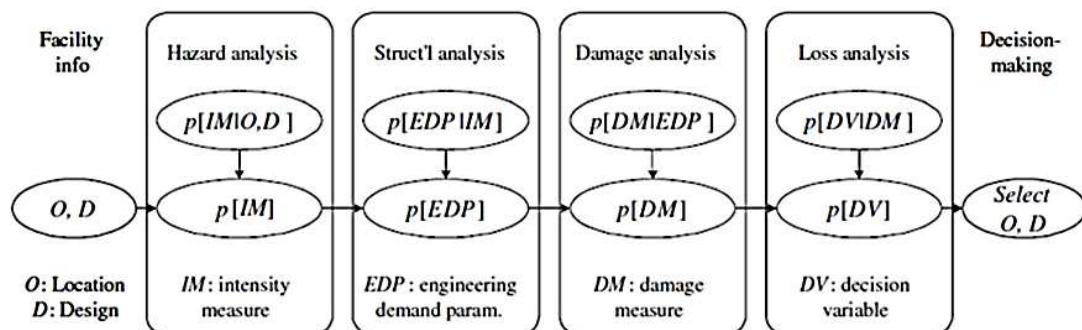 Facility
info
Hazard analysis
Struct'l analysis
Damage analysis
Loss analysis
Decision-
making
p[IM|O,D ]
p[EDP |IM]
p[DM|EDP ]
p[DV|DM ]
O, D
p[IM]
p[EDP]
p[DM]
p[DV]
Select
O, D
O: Location
D: Design
IM: intensity
measure
EDP: engineering
demand param.
DM: damage
measure
DV: decision
variable